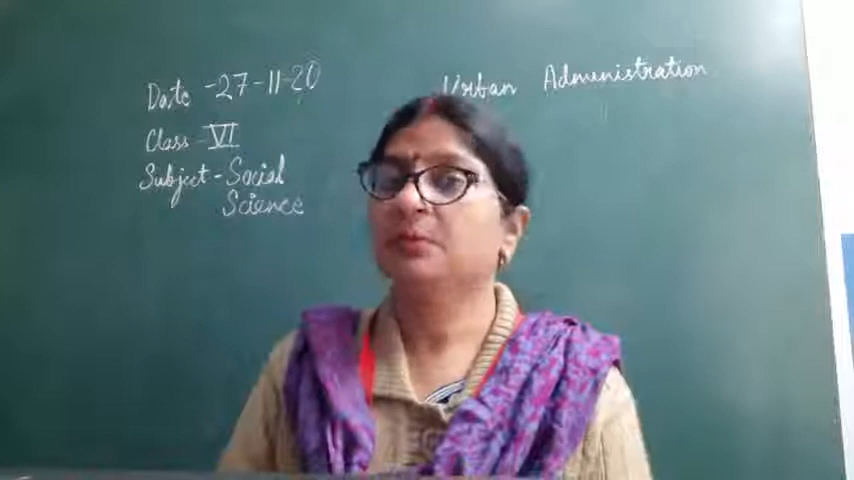 Date -27-11-20
Urban Administration
Class - VI
Subject - Social
Science